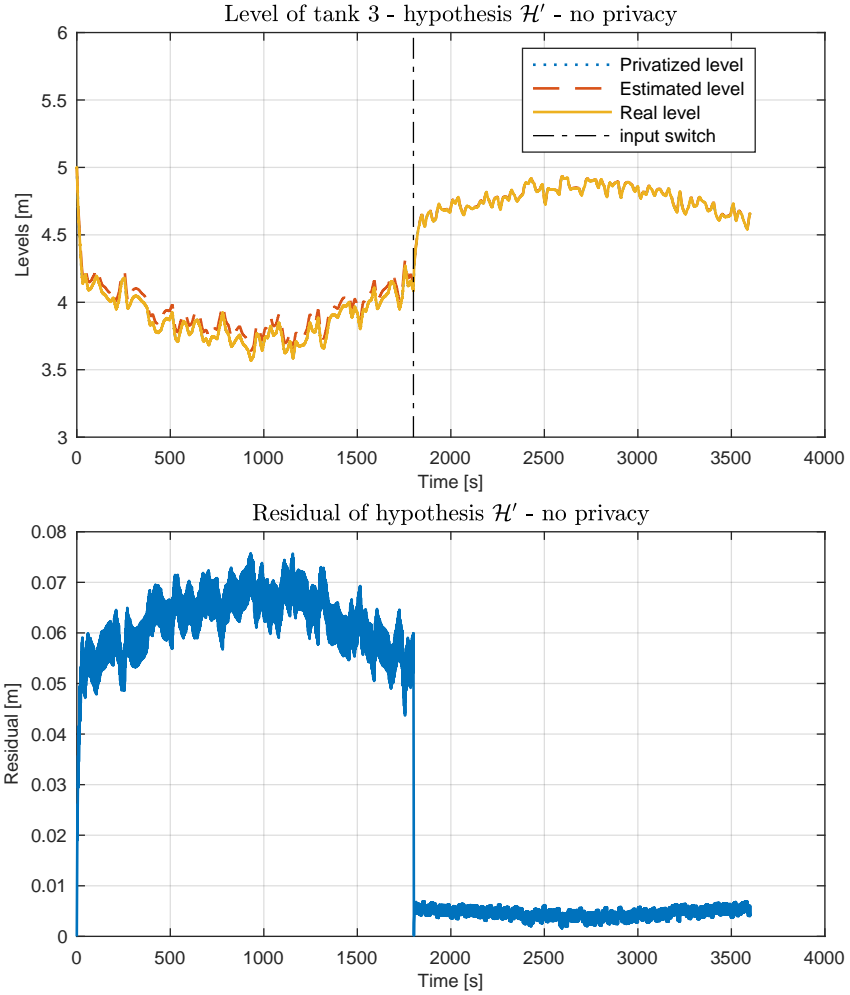 Level of tank 3 - hypothesis ℋ′ - no privacy
6
5.5
5
4.5
4
3.5
3
Levels [m]
Privatized level
Estimated level
Real level
input switch
0 500 1000 1500 2000 2500 3000 3500 4000
Time [s]
Residual of hypothesis ℋ′ - no privacy
0.08
0.07
0.06
0.05
0.04
0.03
0.02
0.01
0
Residual [m]
0 500 1000 1500 2000 2500 3000 3500 4000
Time [s]